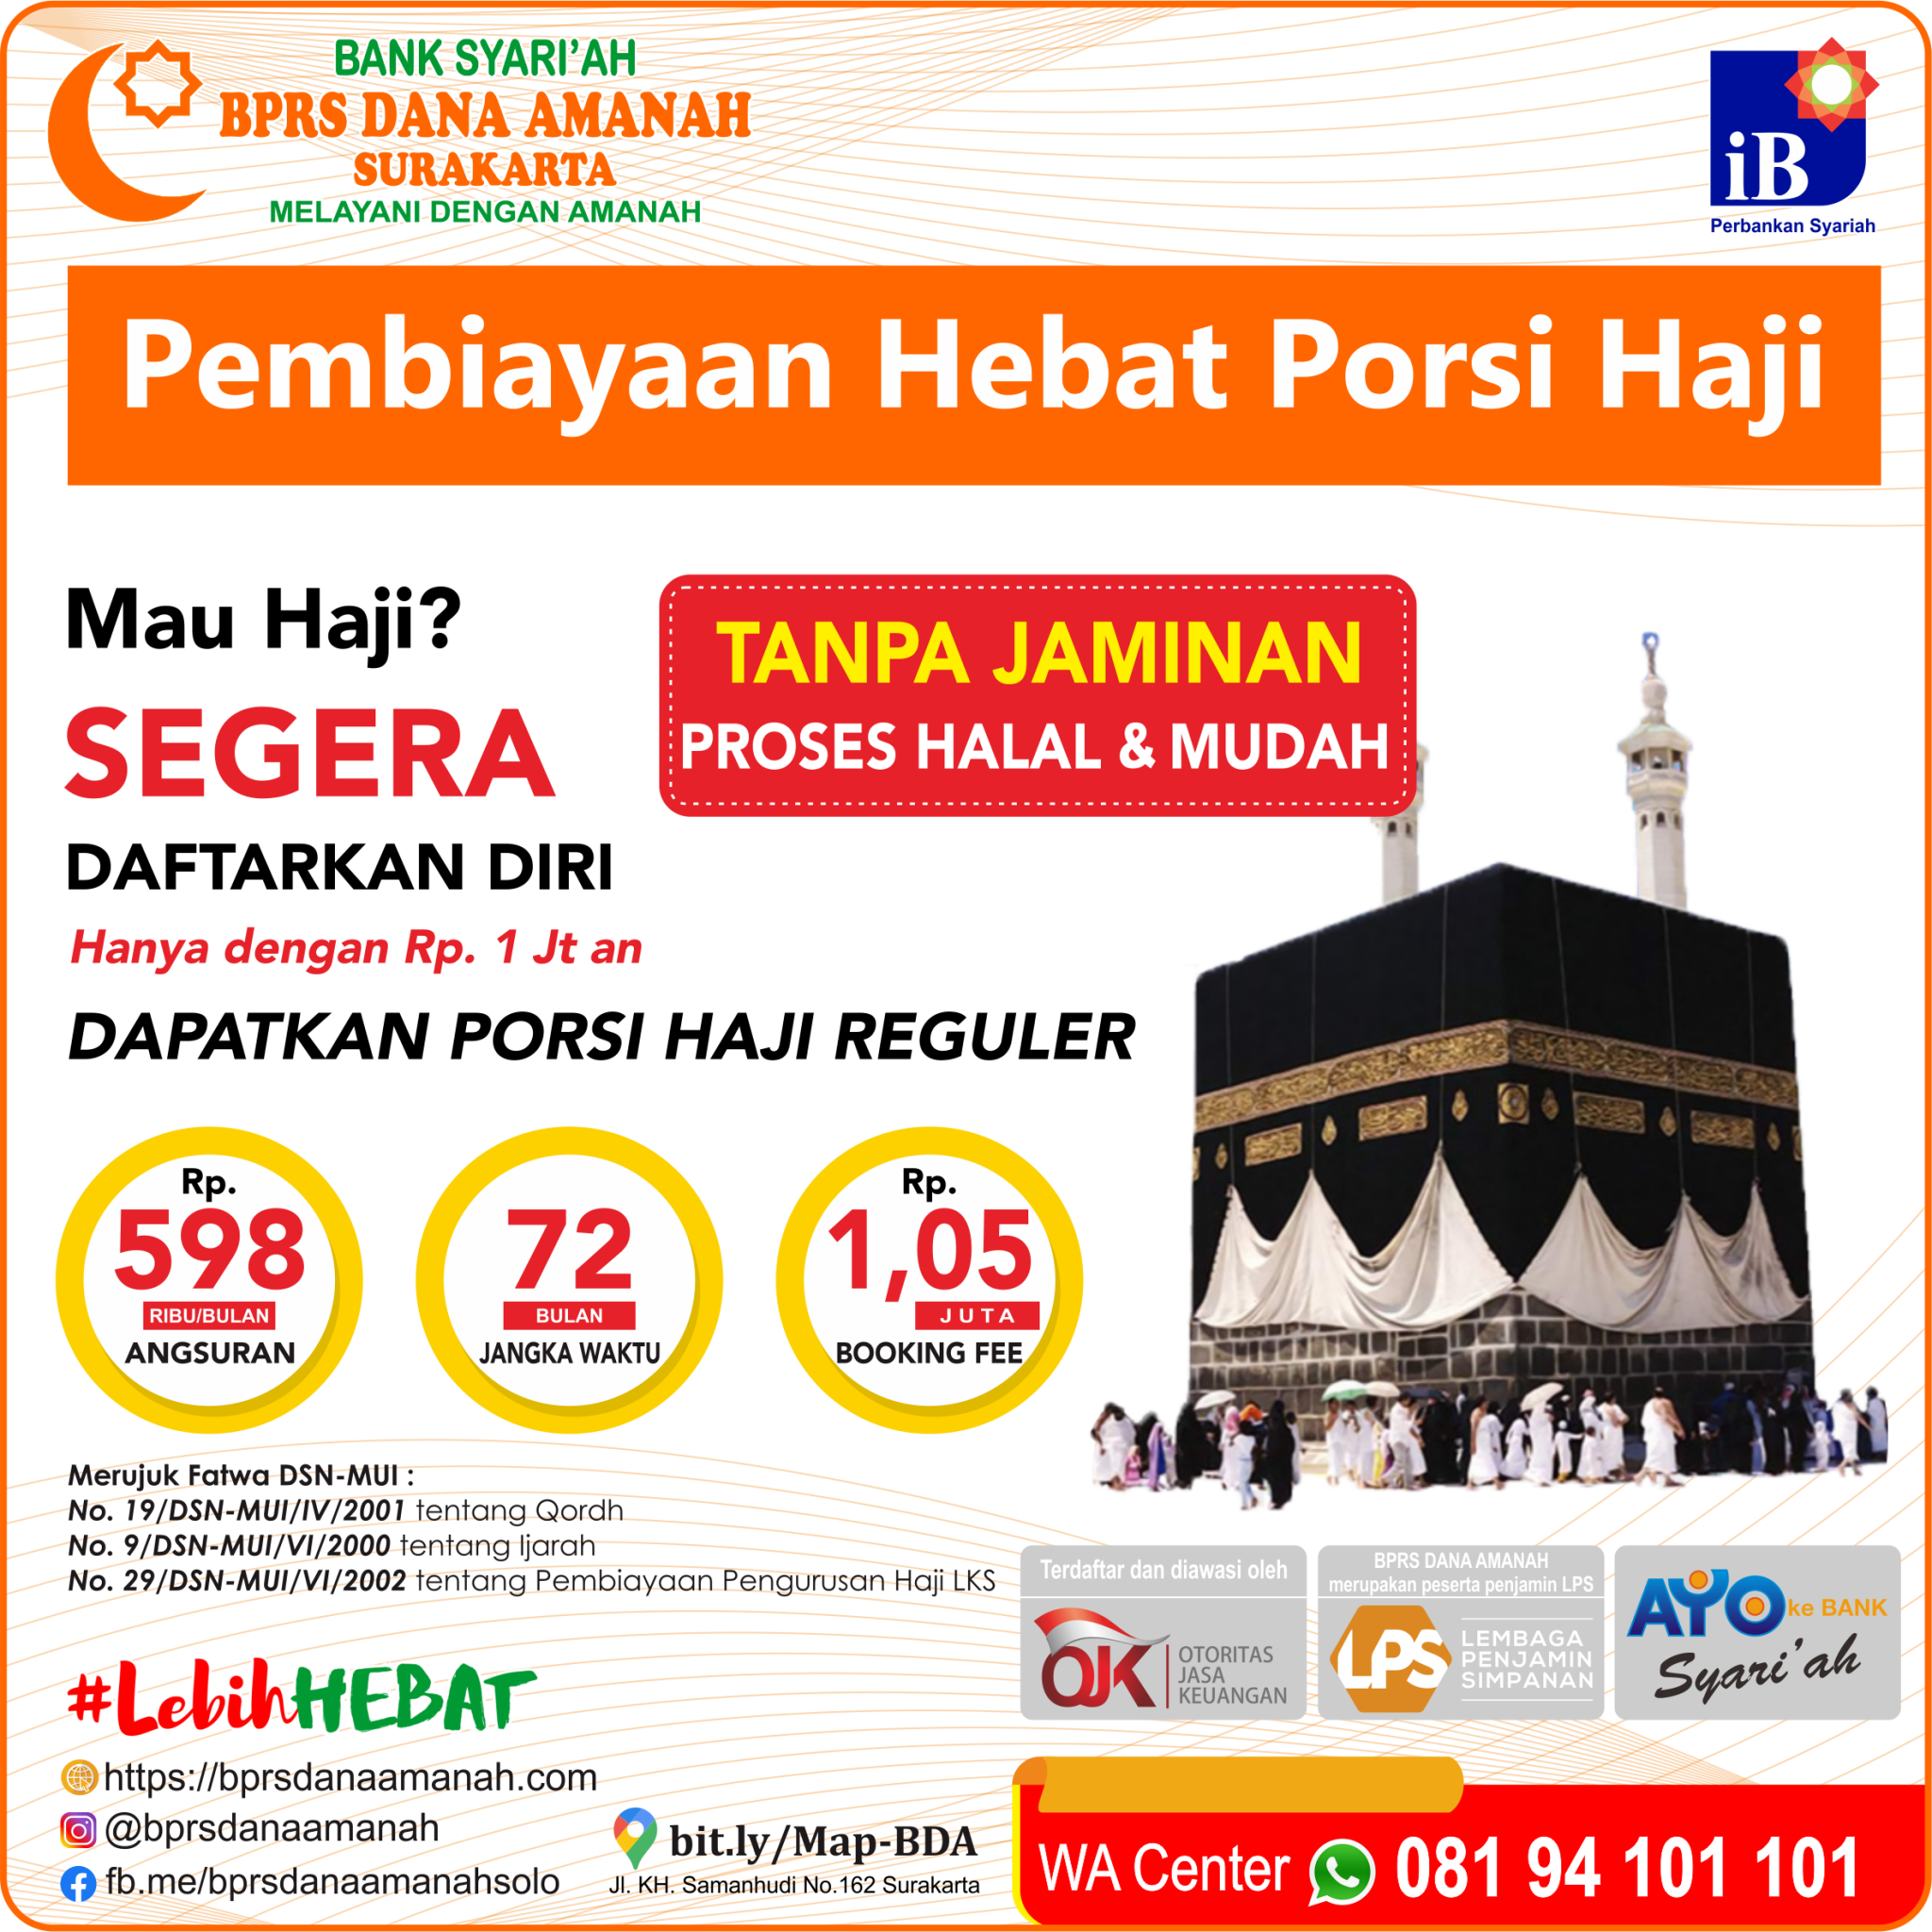 BANK SYARI'AH
BPRS DANA AMANAH
SURAKARTA
MELAYANI DENGAN AMANAH
iB
Perbankan Syariah
Pembiayaan Hebat Porsi Haji
Mau Haji?
SEGERA
DAFTARKAN DIRI
Hanya dengan Rp. 1 Jt an
TANPA JAMINAN
PROSES HALAL & MUDAH
DAPATKAN PORSI HAJI REGULER
Rp.
598
RIBU/BULAN
ANGSURAN
72
BULAN
JANGKA WAKTU
Rp.
1,05
JUTA
BOOKING FEE
Merujuk Fatwa DSN-MUI :
No. 19/DSN-MUI/IV/2001 tentang Qordh
No. 9/DSN-MUI/VI/2000 tentang Ijarah
No. 29/DSN-MUI/VI/2002 tentang Pembiayaan Pengurusan Haji LKS
Terdaftar dan diawasi oleh
OJK
OTORITAS
JASA
KEUANGAN
BPRS DANA AMANAH
merupakan peserta penjamin LPS
LPS
LEMBAGA
PENJAMIN
SIMPANAN
AYO ke BANK
Syari'ah
#LebihHEBAT
https://bprsdanaamanah.com
@bprsdanaamanah
fb.me/bprsdanaamanahsolo
bit.ly/Map-BDA
Jl. KH. Samanhudi No.162 Surakarta
WA Center 081 94 101 101